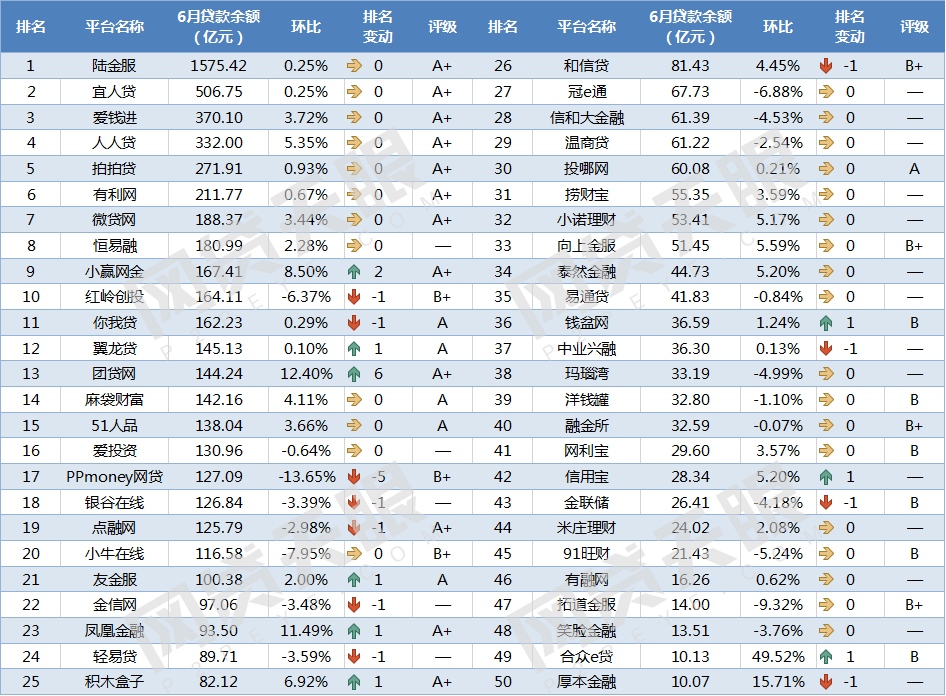 排名 平台名称 6月贷款余额（亿元） 环比 排名变动 评级 排名 平台名称 6月贷款余额（亿元） 环比 排名变动 评级
1 陆金服 1575.42 0.25% 0 A+ 26 和信贷 81.43 4.45% -1 B+
2 宜人贷 506.75 0.25% 0 A+ 27 冠e通 67.73 -6.88% 0 —
3 爱钱进 370.10 3.72% 0 A+ 28 信和大金融 61.39 -4.53% 0 —
4 人人贷 332.00 5.35% 0 A+ 29 温商贷 61.22 -2.54% 0 —
5 拍拍贷 271.91 0.93% 0 A+ 30 投哪网 60.08 0.21% 0 A
6 有利网 211.77 0.67% 0 A+ 31 捞财宝 55.35 3.59% 0 —
7 微贷网 188.37 3.44% 0 A+ 32 小诺理财 53.41 5.17% 0 —
8 恒易融 180.99 2.28% 0 — 33 向上金服 51.45 5.59% 0 B+
9 小赢网金 167.41 8.50% 2 A+ 34 泰然金融 44.73 5.20% 0 —
10 红岭创投 164.11 -6.37% -1 B+ 35 易通贷 41.83 -0.84% 0 —
11 你我贷 162.23 0.29% -1 A 36 钱盆网 36.59 1.24% 1 B
12 翼龙贷 145.13 0.10% 1 A 37 中业兴融 36.30 0.13% -1 —
13 团贷网 144.24 12.40% 6 A+ 38 玛瑙湾 33.19 -4.99% 0 —
14 麻袋财富 142.16 4.11% 0 A 39 洋钱罐 32.80 -1.10% 0 B
15 51人品 138.04 3.66% 0 A 40 融金所 32.59 -0.07% 0 B+
16 爱投资 130.96 -0.64% 0 — 41 网利宝 29.60 3.57% 0 B
17 PPmoney网贷 127.09 -13.65% -5 B+ 42 信用宝 28.34 5.20% 1 —
18 银谷在线 126.84 -3.39% -1 — 43 金联储 26.41 -4.18% -1 B
19 点融网 125.79 -2.98% -1 A+ 44 米庄理财 24.02 2.08% 0 —
20 小牛在线 116.58 -7.95% 0 B+ 45 91旺财 21.43 -5.24% 0 B
21 友金服 100.38 2.00% 1 A 46 有融网 16.26 0.62% 0 —
22 金信网 97.06 -3.48% -1 — 47 拓道金服 14.00 -9.32% 0 B+
23 凤凰金融 93.50 11.49% 1 A+ 48 笑脸金融 13.51 -3.76% 0 —
24 轻易贷 89.71 -3.59% -1 — 49 合众e贷 10.13 49.52% 1 B
25 积木盒子 82.12 6.92% 1 A+ 50 厚本金融 10.07 15.71% -1 —
网贷天眼
网贷天眼
网贷天眼
网贷天眼